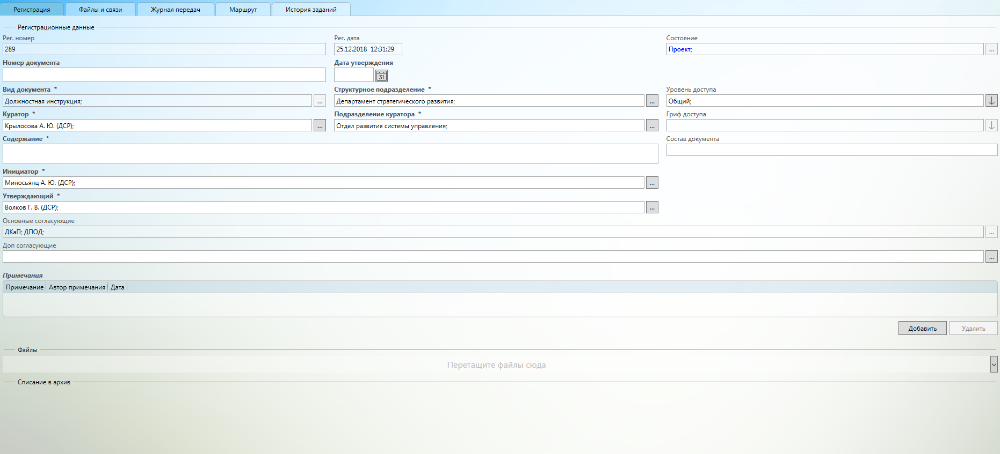 Регистрация Файлы и связи Журнал передач Маршрут История заданий
Регистрационные данные
Рег. номер Рег. дата Состояние
289 25.12.2018 12:31:29 Проект; ...
Номер документа Дата утверждения
31
Вид документа * Структурное подразделение * Уровень доступа
Должностная инструкция; ... Департамент стратегического развития; ... Общий;
Куратор * Подразделение куратора * Гриф доступа
Крылосова А. Ю. (ДСР); ... Отдел развития системы управления; ...
Содержание * Состав документа
Инициатор *
Миносьянц А. Ю. (ДСР); ...
Утверждающий *
Волков Г. В. (ДСР); ...
Основные согласующие
ДКаП; ДПОД; ...
Доп согласующие
...
Примечания
Примечание Автор примечания Дата
Добавить Удалить
Файлы
Перетащите файлы сюда
Списание в архив